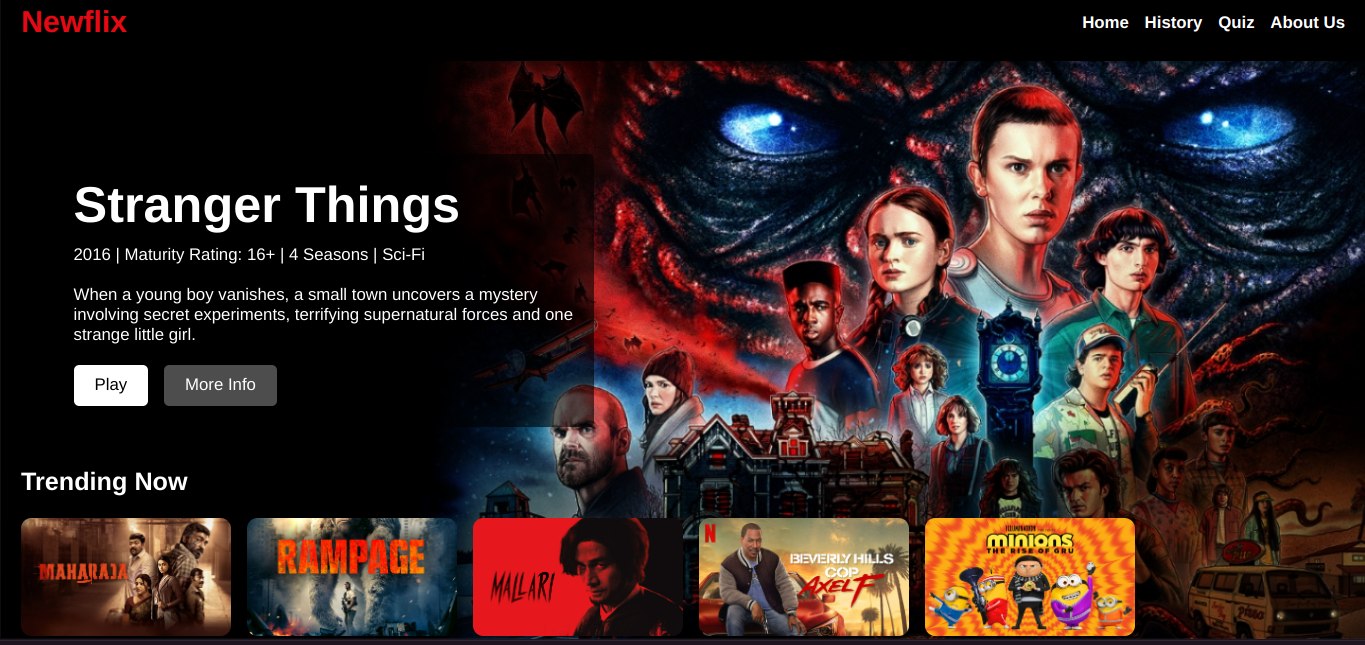 Newflix
Home History Quiz About Us
Stranger Things
2016 | Maturity Rating: 16+ | 4 Seasons | Sci-Fi
When a young boy vanishes, a small town uncovers a mystery
involving secret experiments, terrifying supernatural forces and one
strange little girl.
Play More Info
Trending Now
MAHARAJA
RAMPAGE
MALLARI
N
BEVERLY HILLS
COP
AXEL F
MINIONS
THE RISE OF GRU